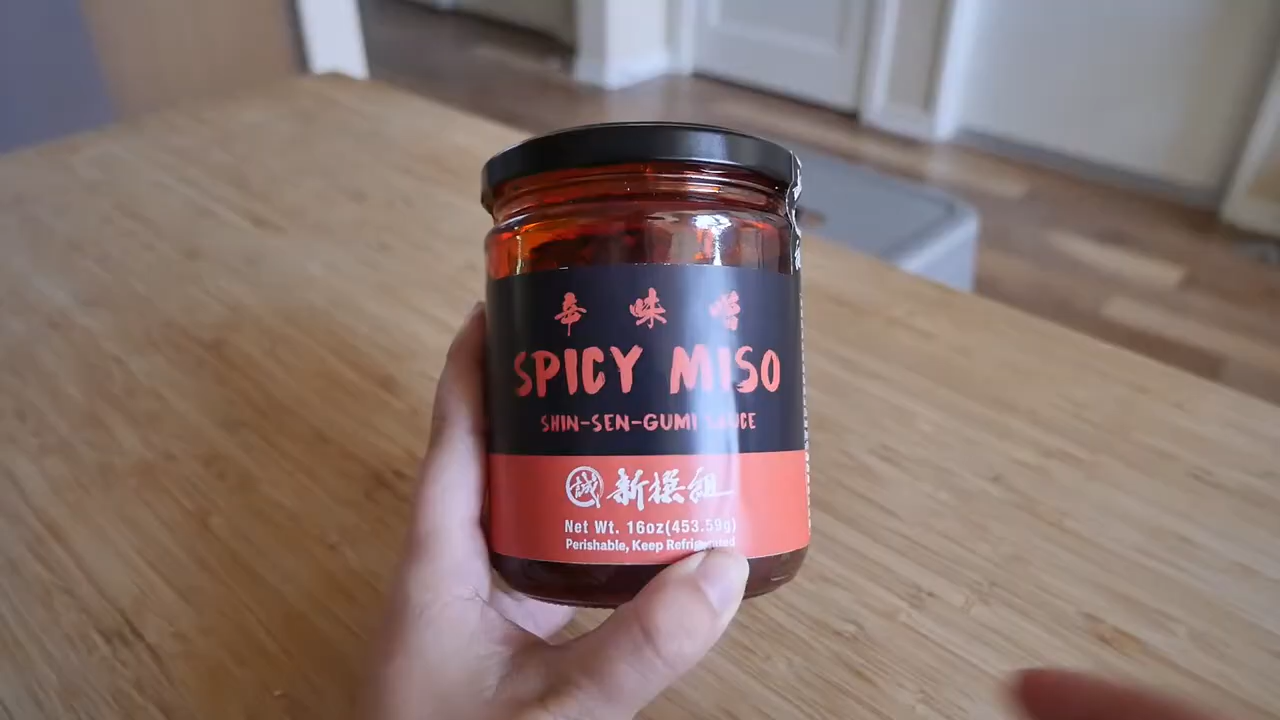 辛味噌
SPICY MISO
SHIN-SEN-GUMI SAUCE
誠 新撰組
Net Wt. 16oz(453.59g)
Perishable, Keep Refrigerated